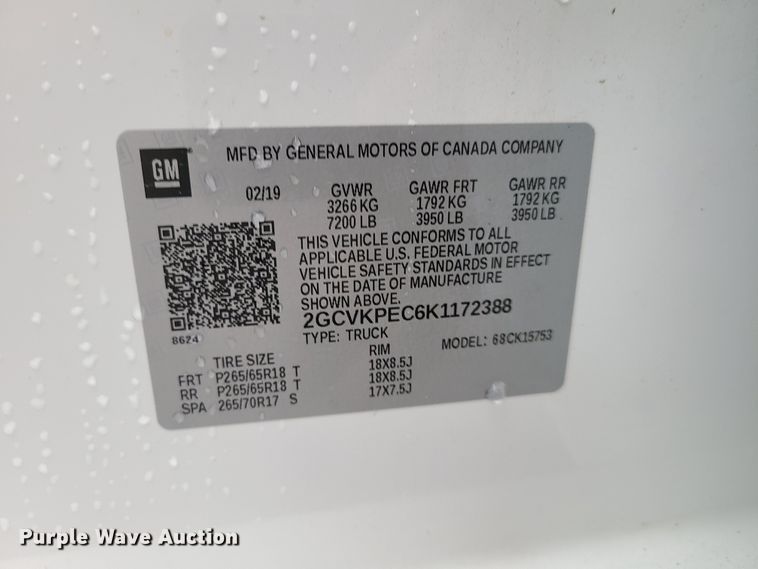 GM
MFD BY GENERAL MOTORS OF CANADA COMPANY
02/19 GVWR GAWR FRT GAWR RR
3266 KG 1792 KG 1792 KG
7200 LB 3950 LB 3950 LB
THIS VEHICLE CONFORMS TO ALL
APPLICABLE U.S. FEDERAL MOTOR
VEHICLE SAFETY STANDARDS IN EFFECT
ON THE DATE OF MANUFACTURE
SHOWN ABOVE.
2GCVKPEC6K1172388
8624
TYPE: TRUCK MODEL: 68CK15753
TIRE SIZE RIM
FRT P265/65R18 T 18X8.5J
RR P265/65R18 T 18X8.5J
SPA 265/70R17 S 17X7.5J
Purple Wave Auction